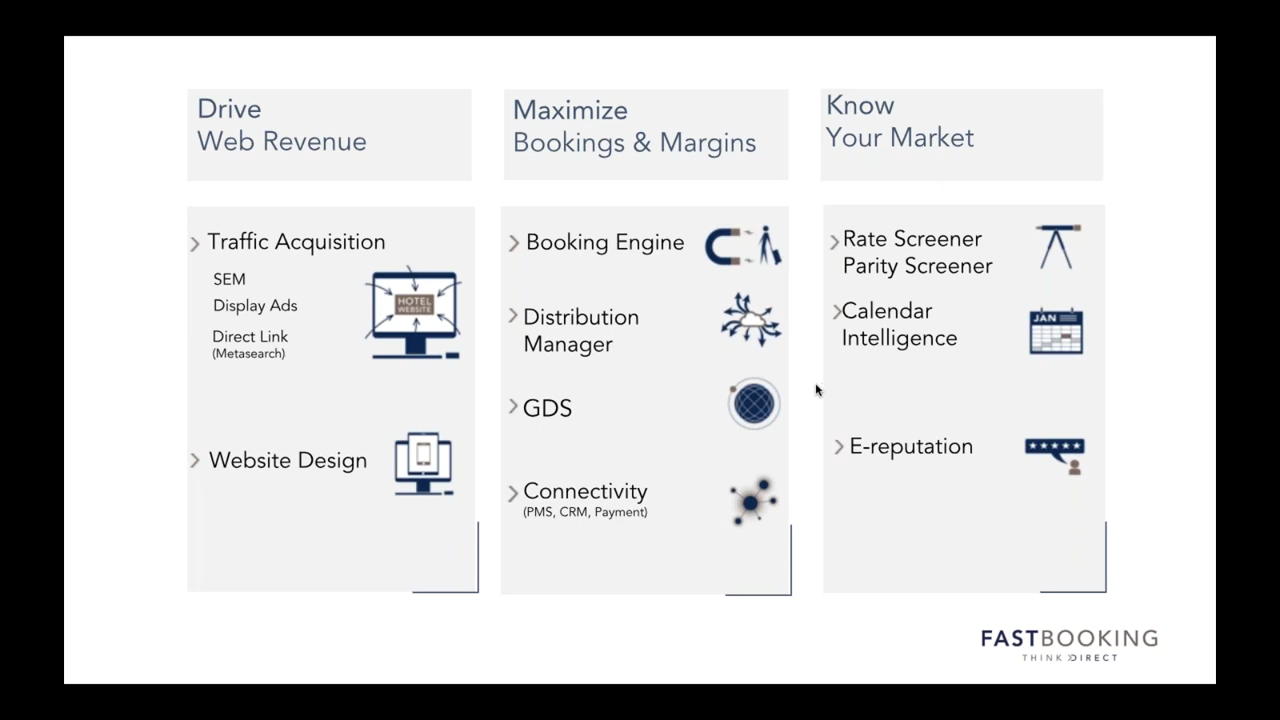 Drive
Web Revenue
Traffic Acquisition
SEM
Display Ads
Direct Link
(Metasearch)
HOTEL
WEBSITE
Website Design
Maximize
Bookings & Margins
Booking Engine
Distribution
Manager
GDS
Connectivity
(PMS, CRM, Payment)
Know
Your Market
Rate Screener
Parity Screener
Calendar
Intelligence
JAN
E-reputation
FASTBOOKING
THINK DIRECT